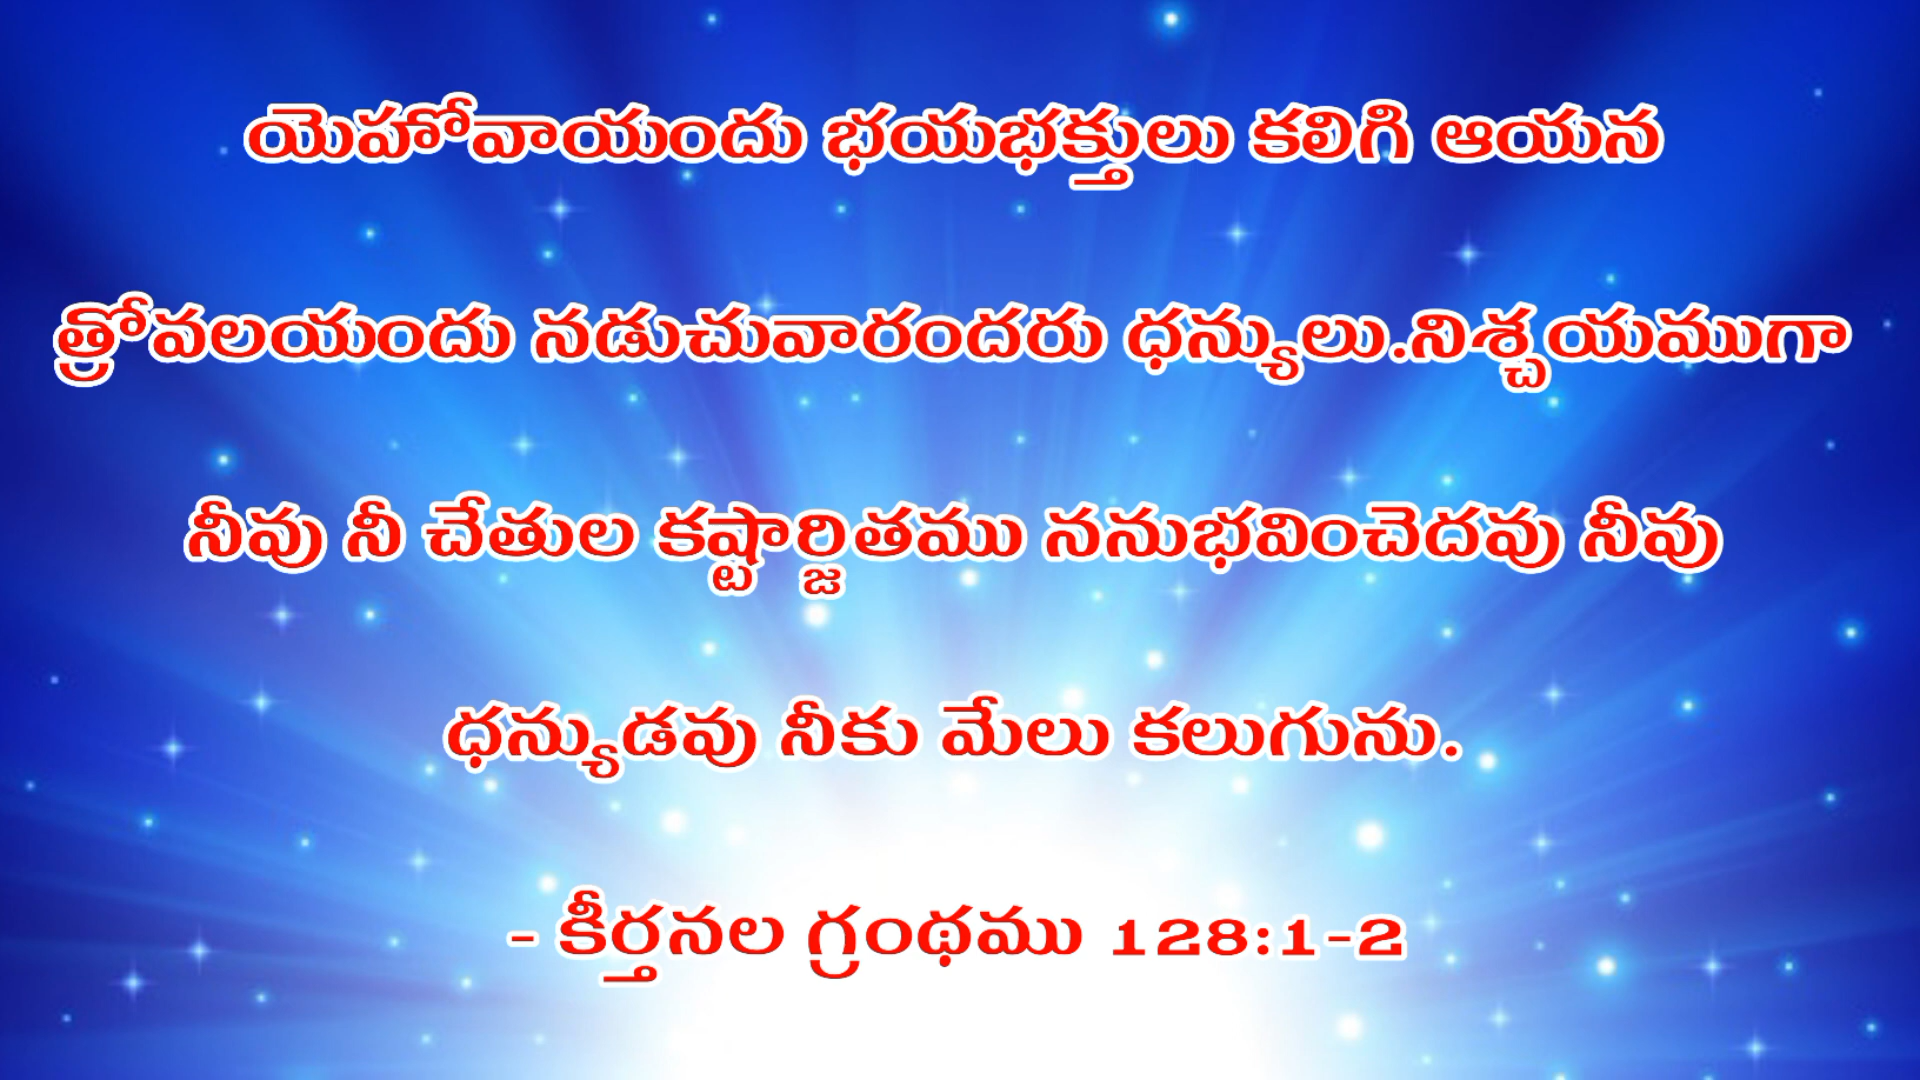 యెహోవాయందు భయభక్తులు కలిగి ఆయన
త్రోవలయందు నడుచువారందరు ధన్యులు.నిశ్చయముగా
నీవు నీ చేతుల కష్టార్జితము ననుభవించెదవు నీవు
ధన్యుడవు నీకు మేలు కలుగును.
- కీర్తనల గ్రంథము 128:1-2